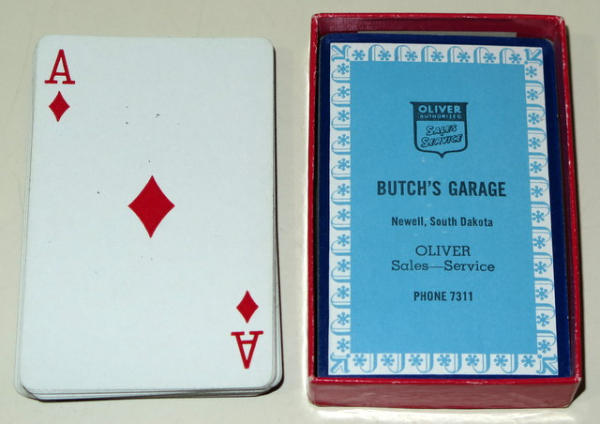 A
A
OLIVER
AUTHORIZED
SALES
SERVICE
BUTCH'S GARAGE
Newell, South Dakota
OLIVER
Sales—Service
PHONE 7311